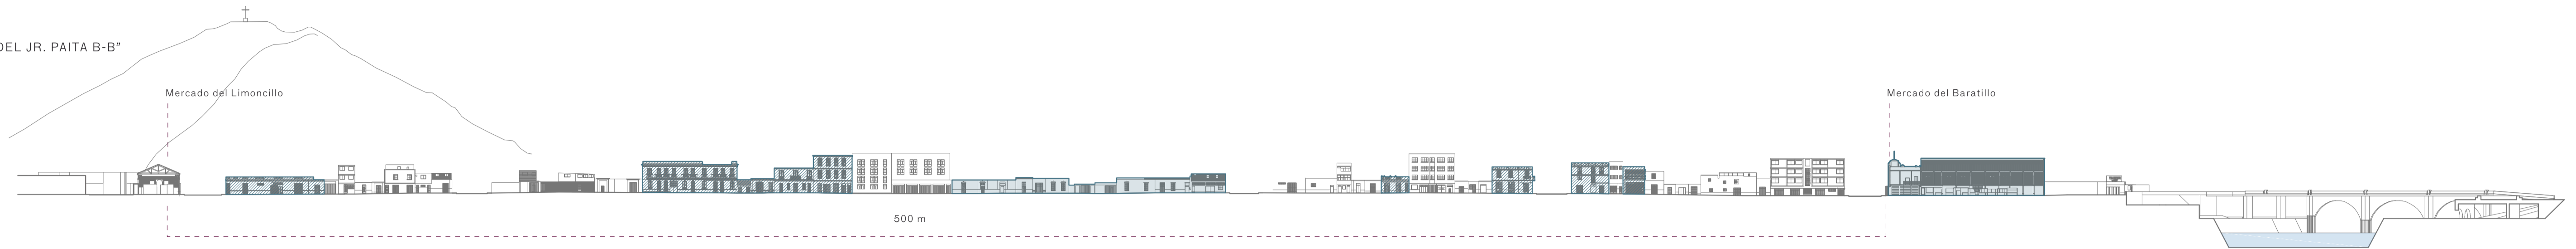 DEL JR. PAITA B-B"
Mercado del Limoncillo
Mercado del Baratillo
500 m